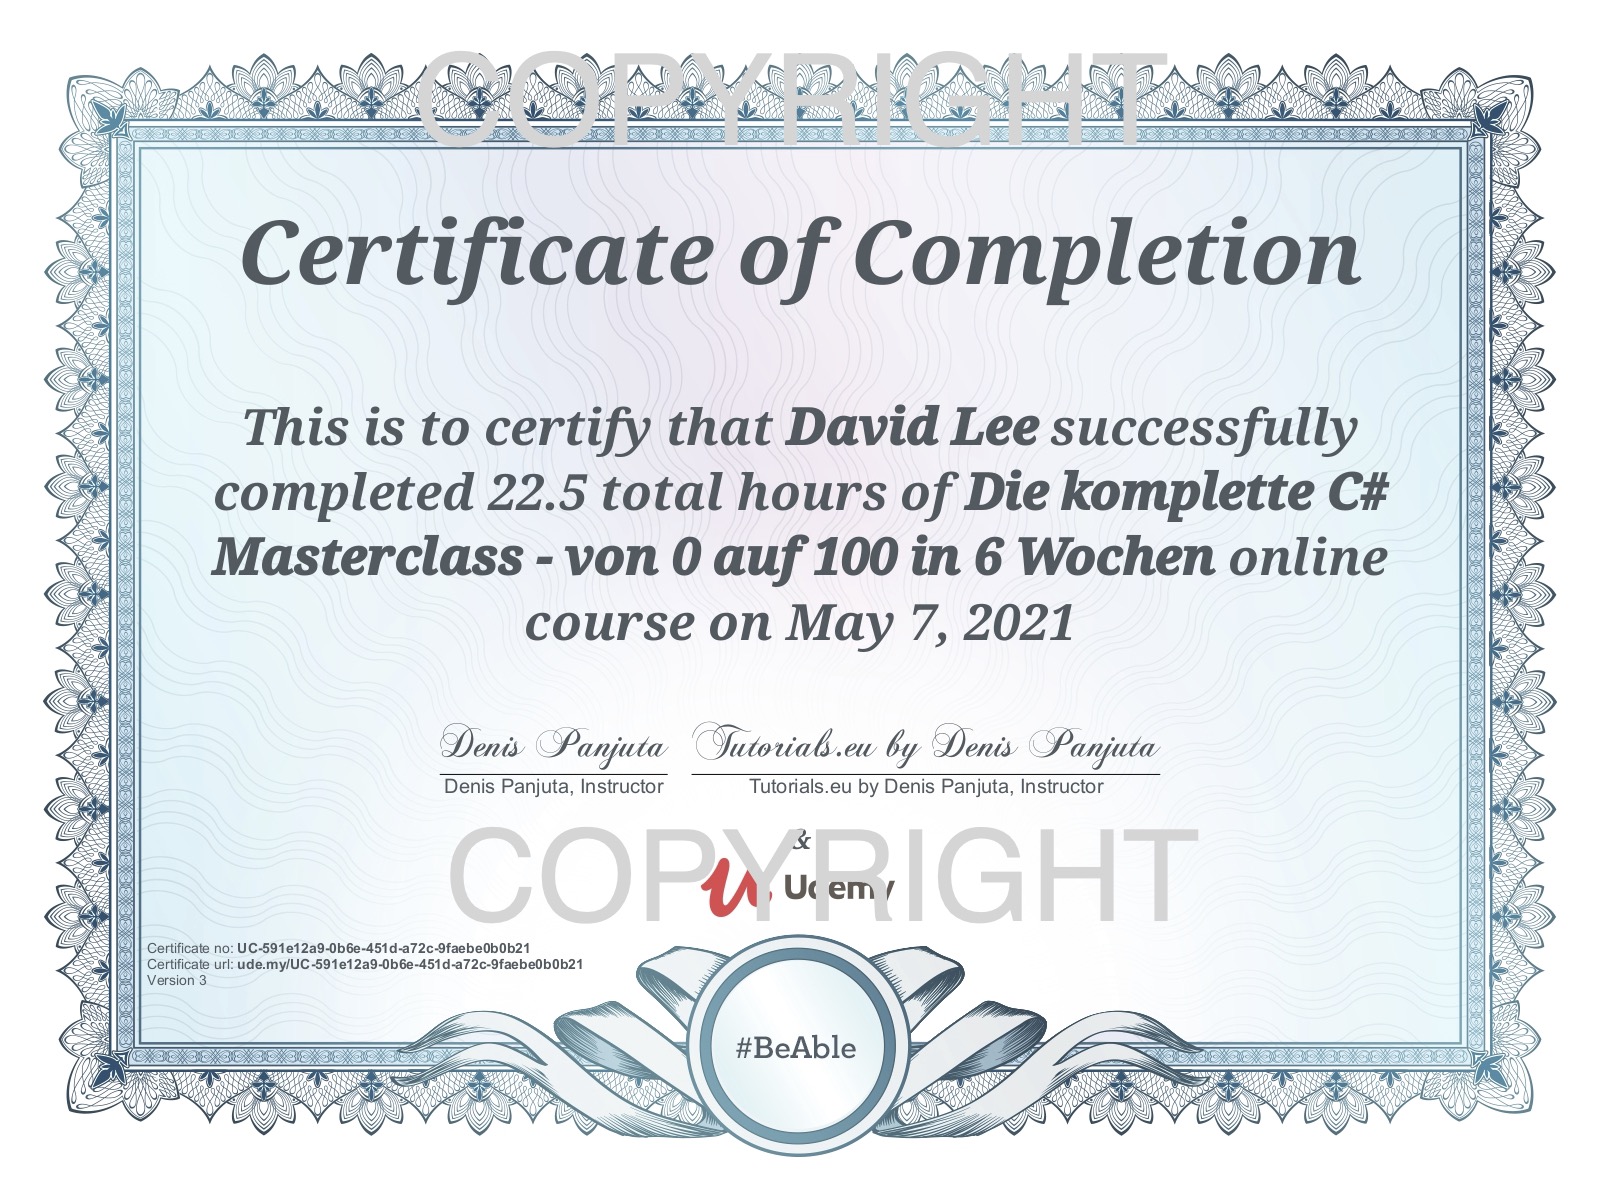 COPYRIGHT
Certificate of Completion
This is to certify that David Lee successfully
completed 22.5 total hours of Die komplette C#
Masterclass - von 0 auf 100 in 6 Wochen online
course on May 7, 2021
Denis Panjuta Tutorials.eu by Denis Panjuta
Denis Panjuta, Instructor Tutorials.eu by Denis Panjuta, Instructor
&
COPYRIGHT
Udemy
Certificate no: UC-591e12a9-0b6e-451d-a72c-9faebe0b0b21
Certificate url: ude.my/UC-591e12a9-0b6e-451d-a72c-9faebe0b0b21
Version 3
#BeAble